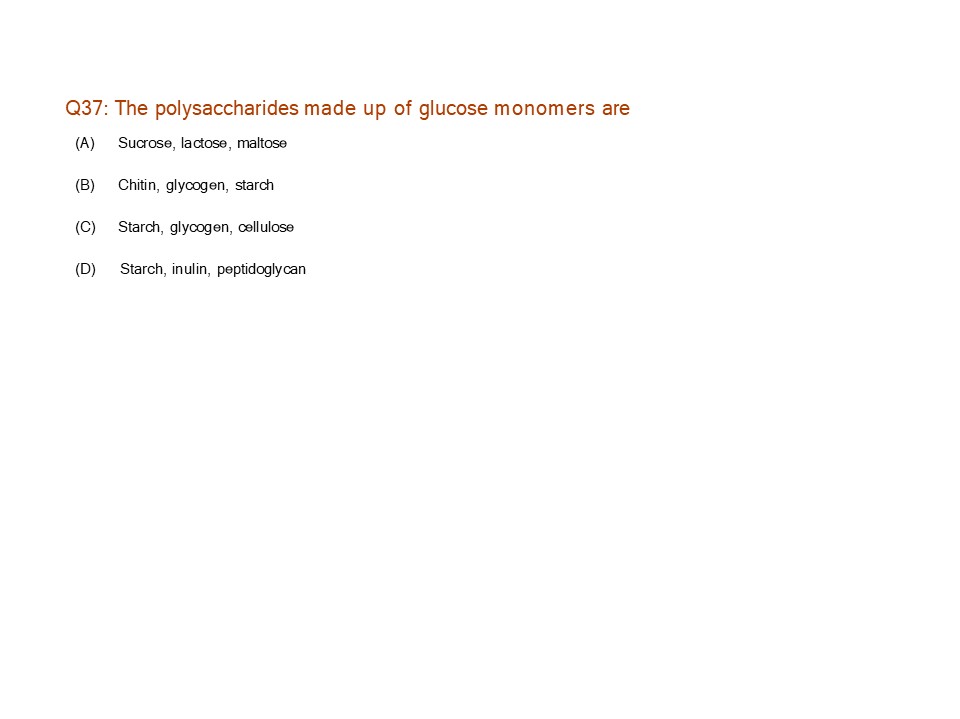 Q37: The polysaccharides made up of glucose monomers are
(A) Sucrose, lactose, maltose
(B) Chitin, glycogen, starch
(C) Starch, glycogen, cellulose
(D) Starch, inulin, peptidoglycan